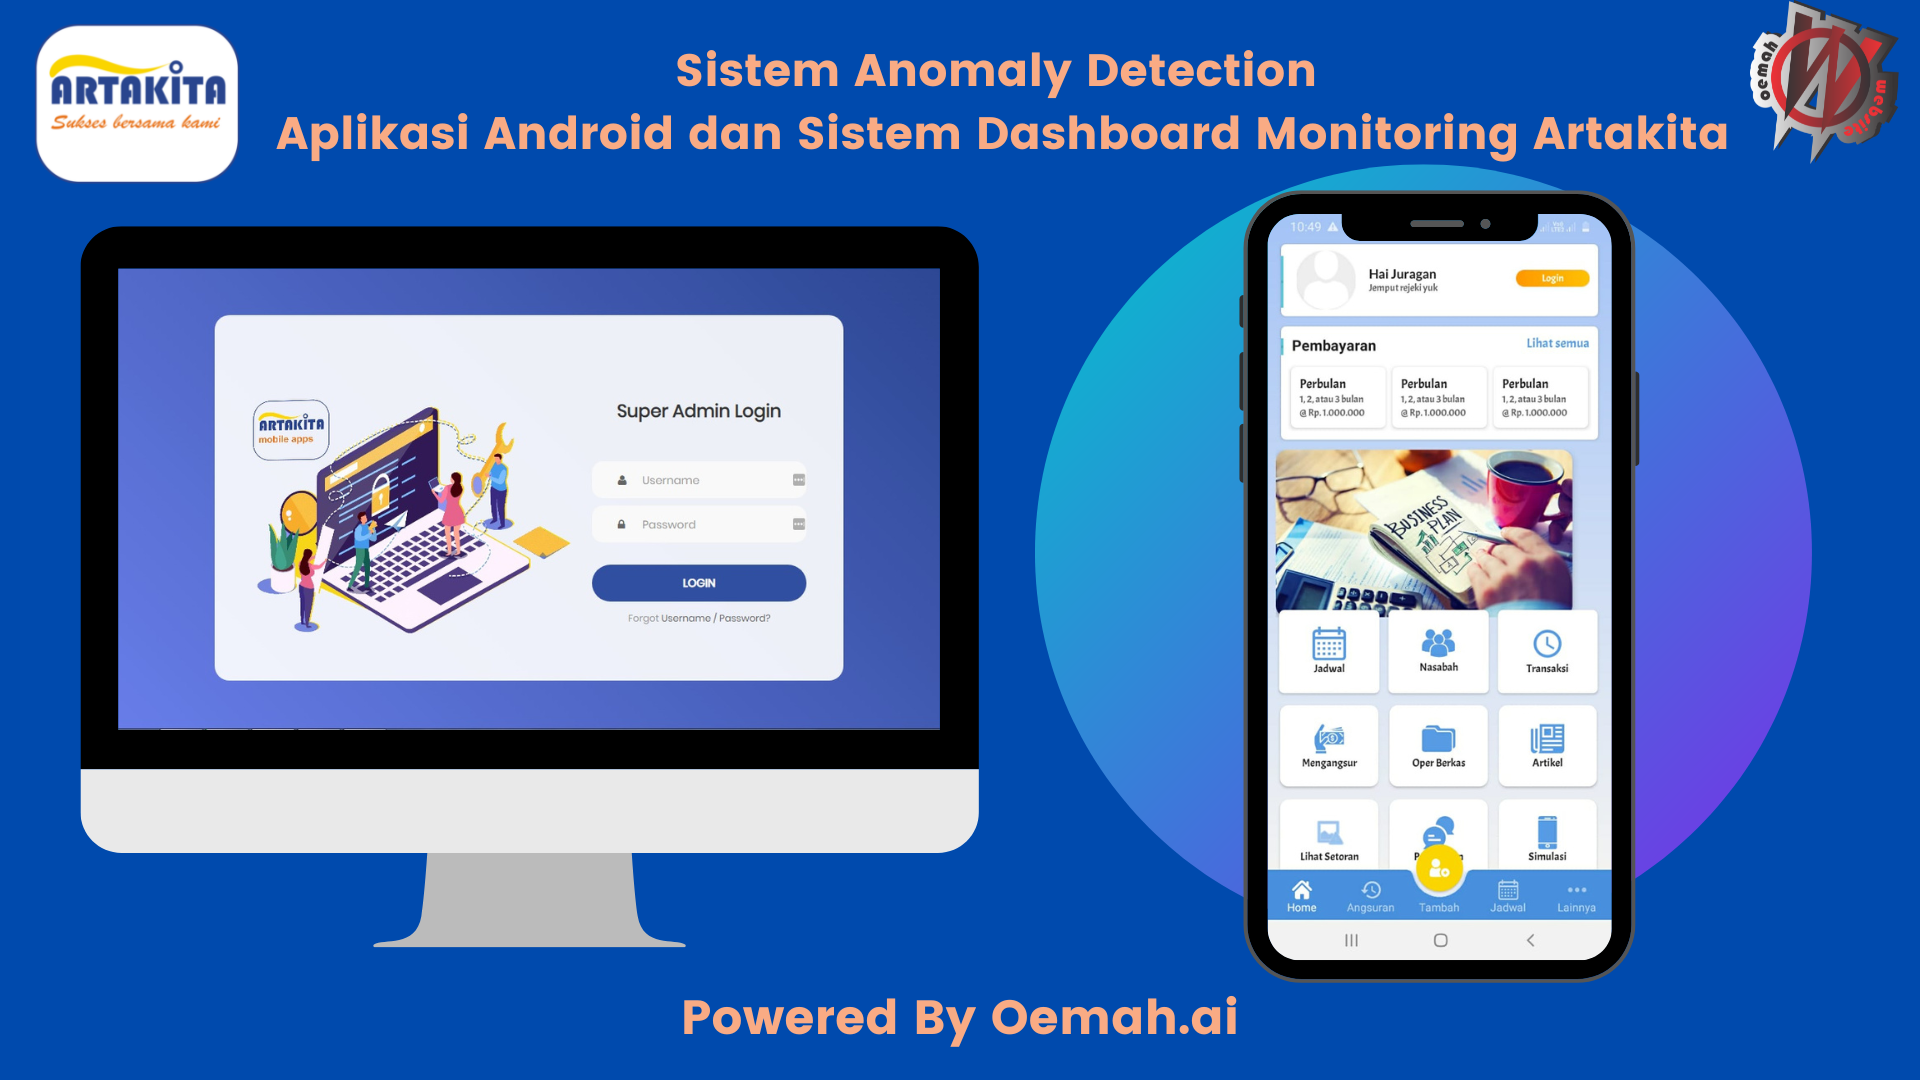 ARTAKITA
Sukses bersama kami
Sistem Anomaly Detection
Aplikasi Android dan Sistem Dashboard Monitoring Artakita
oemah
website
ARTAKITA
mobile apps
Super Admin Login
Username
Password
LOGIN
Forgot Username / Password?
10:49
Hai Juragan
Jemput rejeki yuk
Login
Pembayaran
Lihat semua
Perbulan
1, 2, atau 3 bulan
@ Rp. 1.000.000
Perbulan
1, 2, atau 3 bulan
@ Rp. 1.000.000
Perbulan
1, 2, atau 3 bulan
@ Rp. 1.000.000
BUSINESS
PLAN
Jadwal
Nasabah
Transaksi
Mengangsur
Oper Berkas
Artikel
Lihat Setoran
Simulasi
Home
Angsuran
Tambah
Jadwal
Lainnya
Powered By Oemah.ai